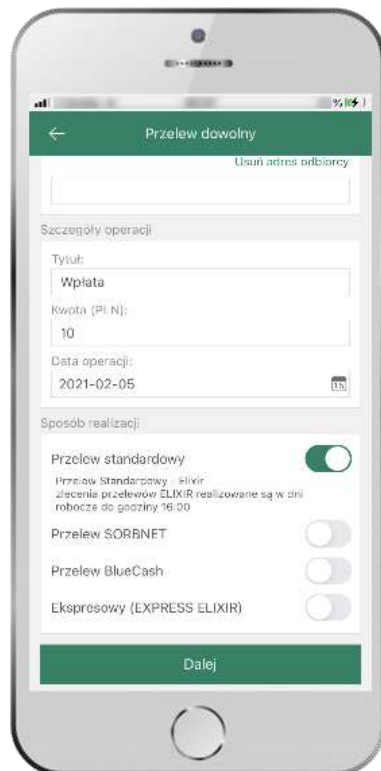 Przelew dowolny
Usuń adres odbiorcy
Szczegóły operacji
Tytuł:
Wpłata
Kwota (PLN):
10
Data operacji:
2021-02-05
Sposób realizacji
Przelew standardowy
Przelew Standardowy - Elixir
zlecenia przelewów ELIXIR realizowane są w dni
robocze do godziny 16:00
Przelew SORBNET
Przelew BlueCash
Ekspresowy (EXPRESS ELIXIR)
Dalej